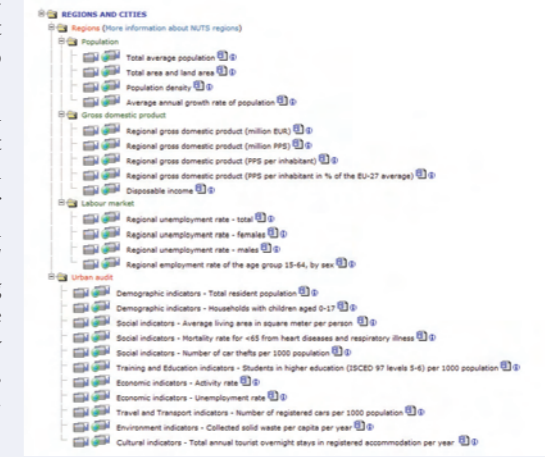 REGIONS AND CITIES
Regions (More information about NUTS regions)
Population
Total average population
Total area and land area
Population density
Average annual growth rate of population
Gross domestic product
Regional gross domestic product (million EUR)
Regional gross domestic product (million PPS)
Regional gross domestic product (PPS per inhabitant)
Regional gross domestic product (PPS per inhabitant in % of the EU-27 average)
Disposable income
Labour market
Regional unemployment rate - total
Regional unemployment rate - females
Regional unemployment rate - males
Regional employment rate of the age group 15-64, by sex
Urban audit
Demographic indicators - Total resident population
Demographic indicators - Households with children aged 0-17
Social indicators - Average living area in square meter per person
Social indicators - Mortality rate for <65 from heart diseases and respiratory illness
Social indicators - Number of car thefts per 1000 population
Training and Education indicators - Students in higher education (ISCED 97 levels 5-6) per 1000 population
Economic indicators - Activity rate
Economic indicators - Unemployment rate
Travel and Transport indicators - Number of registered cars per 1000 population
Environment indicators - Collected solid waste per capita per year
Cultural indicators - Total annual tourist overnight stays in registered accommodation per year